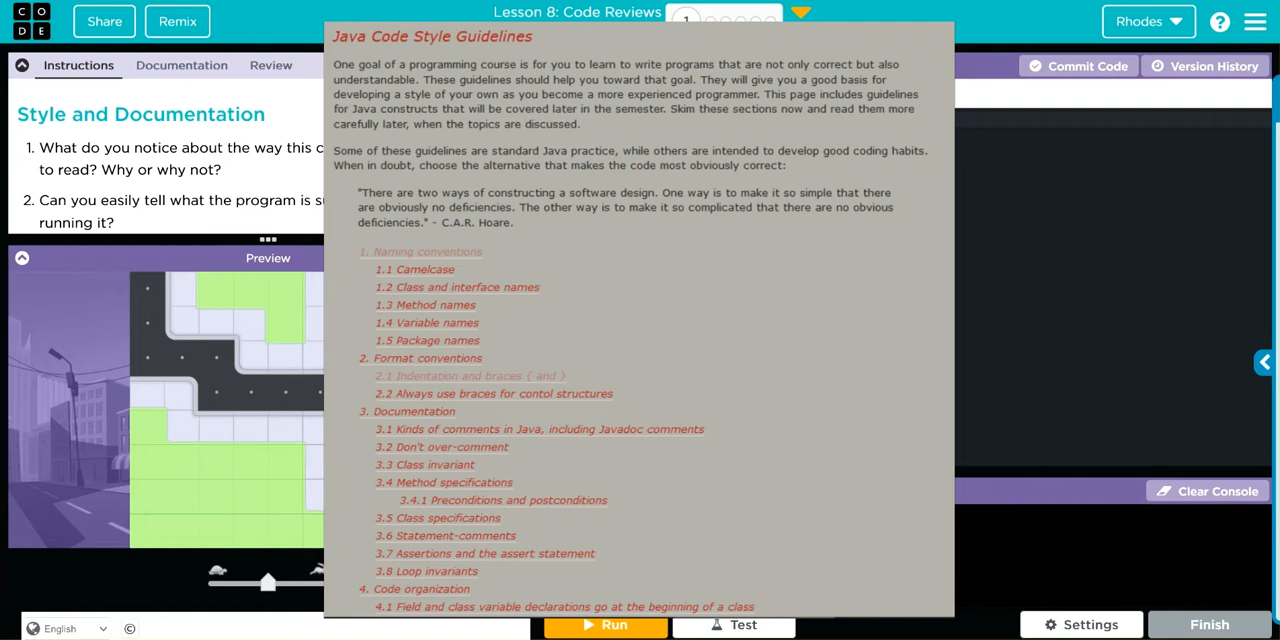 C O
D E
Share
Remix
Lesson 8: Code Reviews
1
Rhodes
?
Instructions
Documentation
Review
Commit Code
Version History
Style and Documentation
1. What do you notice about the way this c
to read? Why or why not?
2. Can you easily tell what the program is su
running it?
Preview
Java Code Style Guidelines
One goal of a programming course is for you to learn to write programs that are not only correct but also
understandable. These guidelines should help you toward that goal. They will give you a good basis for
developing a style of your own as you become a more experienced programmer. This page includes guidelines
for Java constructs that will be covered later in the semester. Skim these sections now and read them more
carefully later, when the topics are discussed.
Some of these guidelines are standard Java practice, while others are intended to develop good coding habits.
When in doubt, choose the alternative that makes the code most obviously correct:
"There are two ways of constructing a software design. One way is to make it so simple that there
are obviously no deficiencies. The other way is to make it so complicated that there are no obvious
deficiencies." - C.A.R. Hoare.
1. Naming conventions
1.1 Camelcase
1.2 Class and interface names
1.3 Method names
1.4 Variable names
1.5 Package names
2. Format conventions
2.1 Indentation and braces { and }
2.2 Always use braces for contol structures
3. Documentation
3.1 Kinds of comments in Java, including Javadoc comments
3.2 Don't over-comment
3.3 Class invariant
3.4 Method specifications
3.4.1 Preconditions and postconditions
3.5 Class specifications
3.6 Statement-comments
3.7 Assertions and the assert statement
3.8 Loop invariants
4. Code organization
4.1 Field and class variable declarations go at the beginning of a class
Clear Console
English
©
Run
Test
Settings
Finish